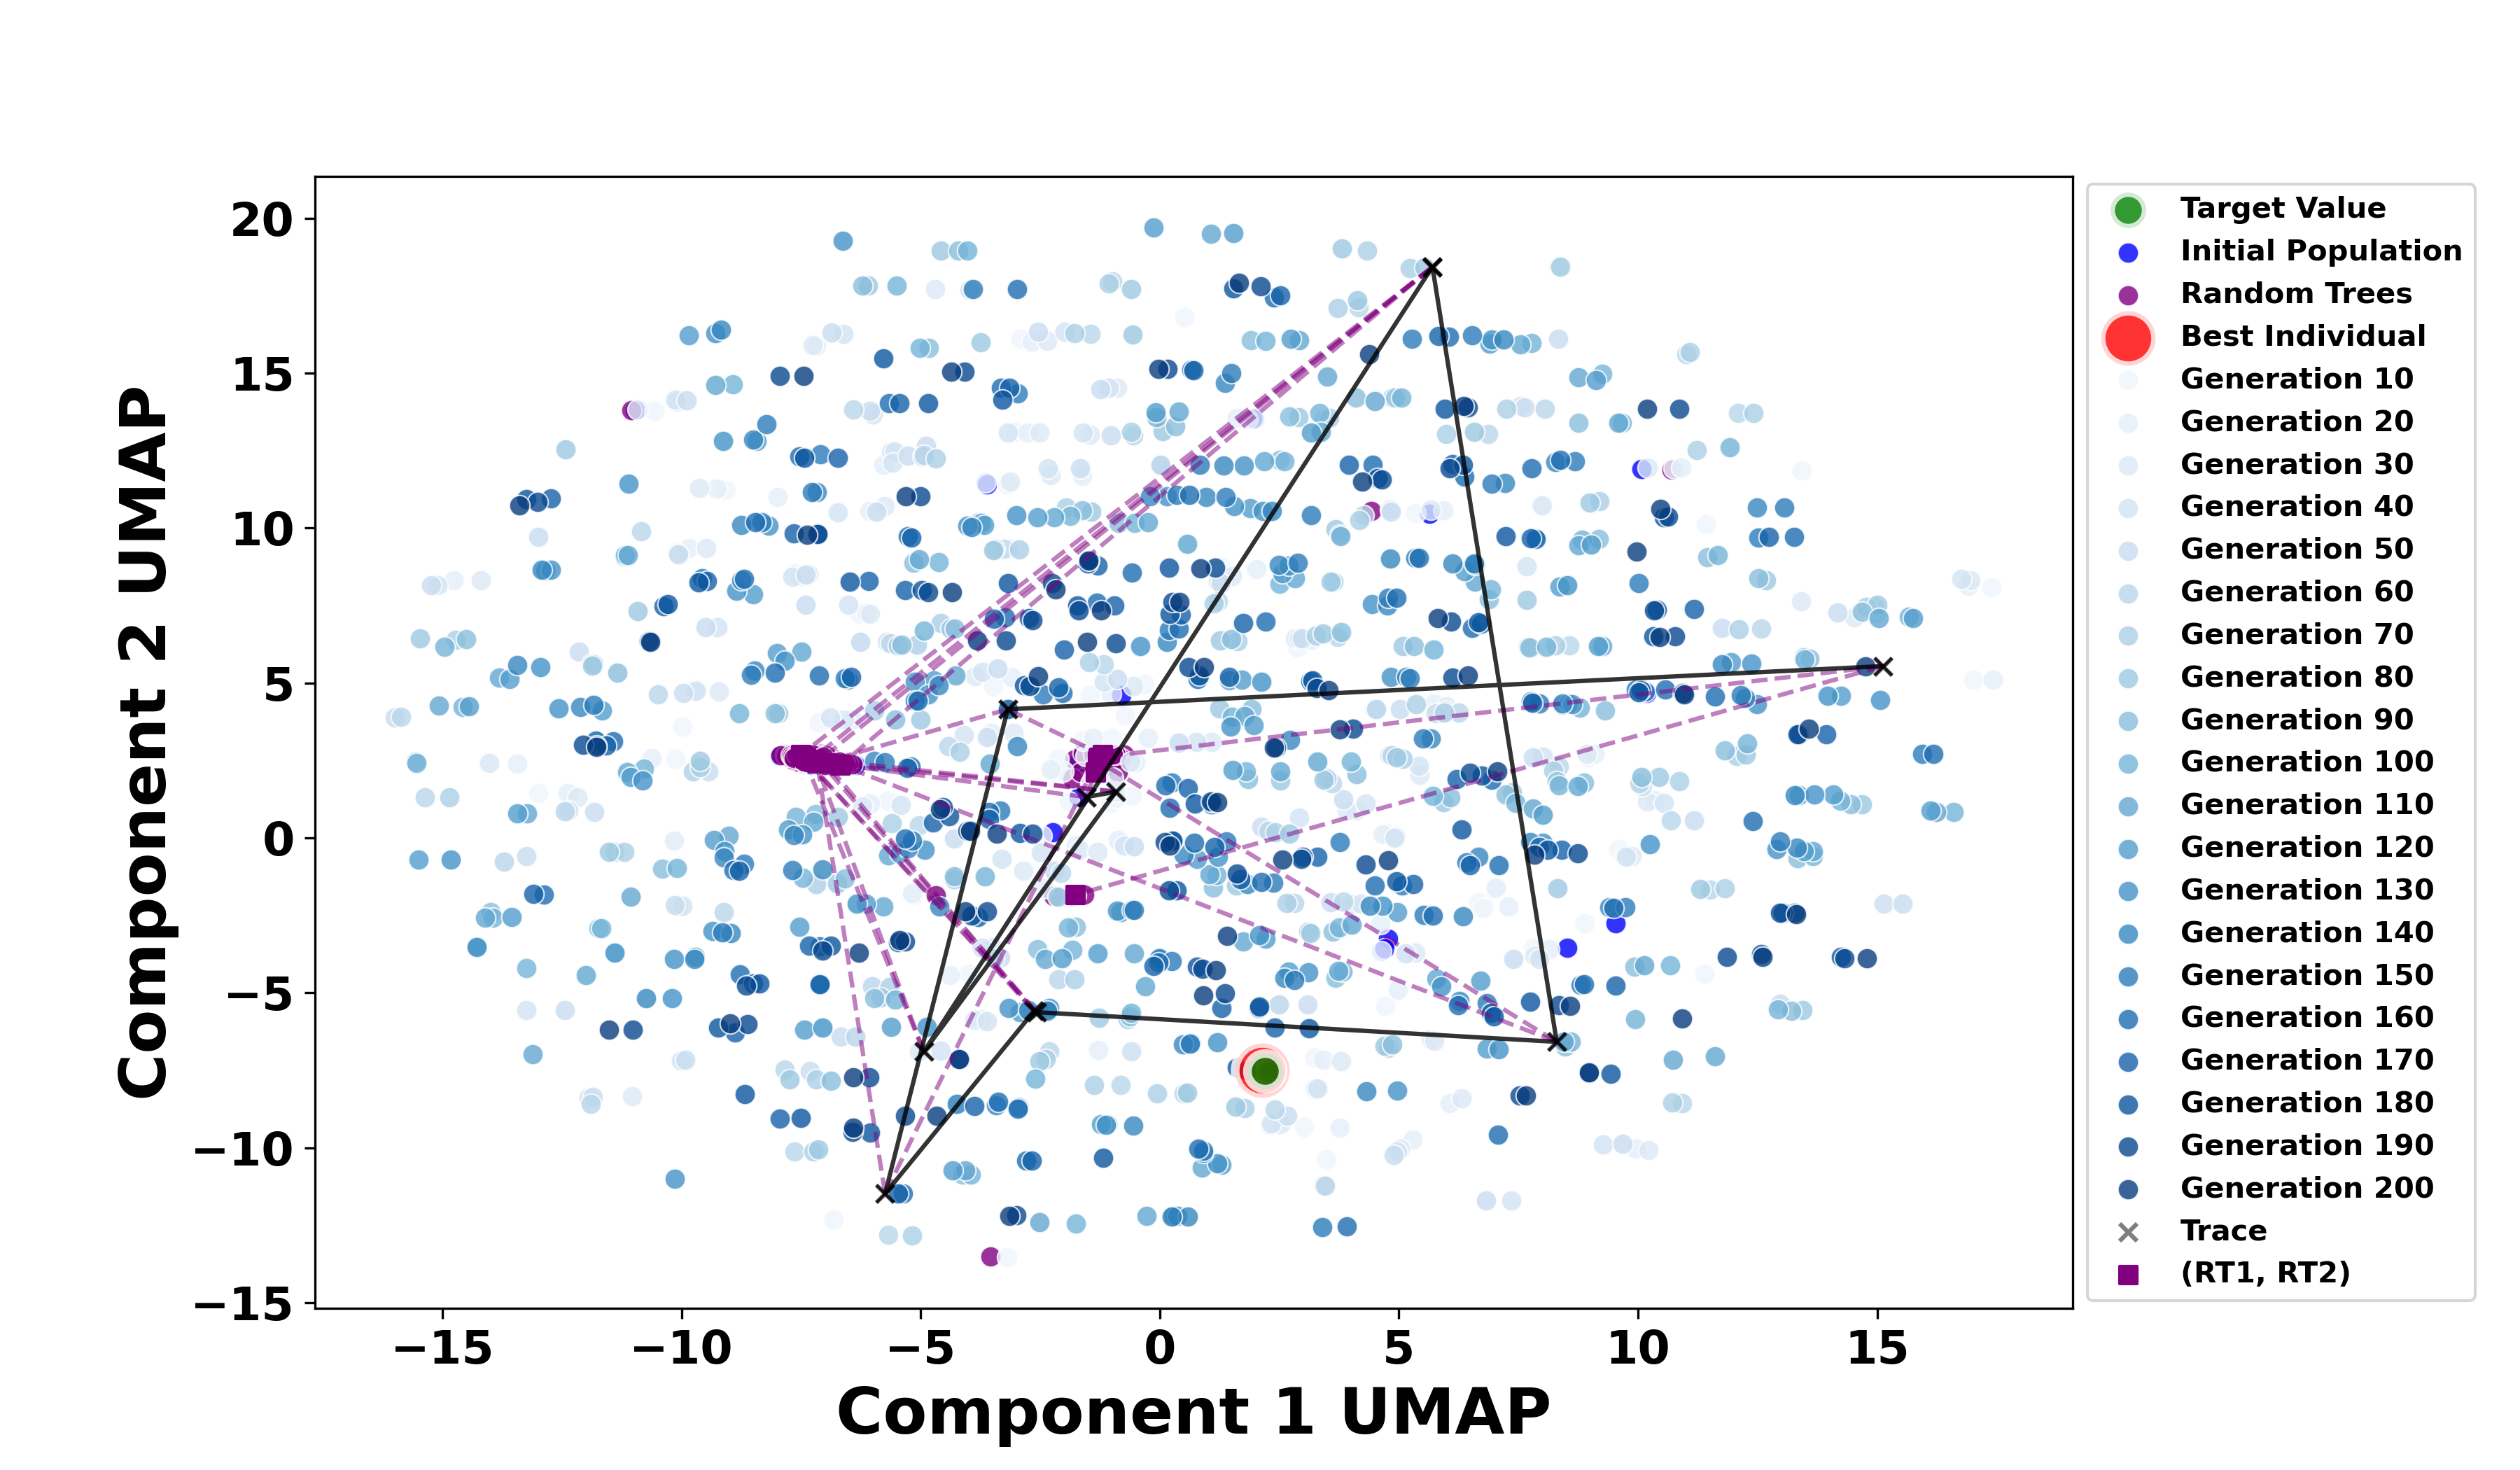 20
15
10
5
0
−5
−10
−15
−15
−10
−5
0
5
10
15
Component 2 UMAP
Component 1 UMAP
Target Value
Initial Population
Random Trees
Best Individual
Generation 10
Generation 20
Generation 30
Generation 40
Generation 50
Generation 60
Generation 70
Generation 80
Generation 90
Generation 100
Generation 110
Generation 120
Generation 130
Generation 140
Generation 150
Generation 160
Generation 170
Generation 180
Generation 190
Generation 200
Trace
(RT1, RT2)